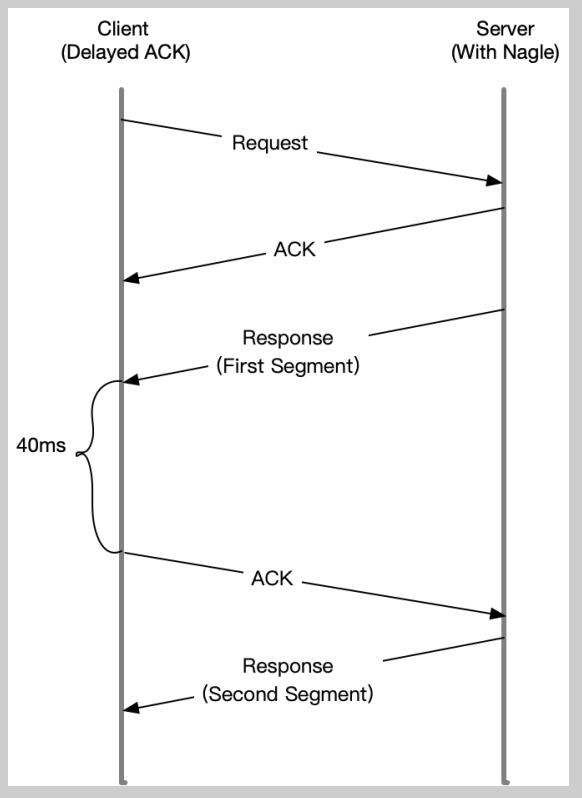 Client
(Delayed ACK)
Server
(With Nagle)
Request
ACK
Response
(First Segment)
40ms
ACK
Response
(Second Segment)